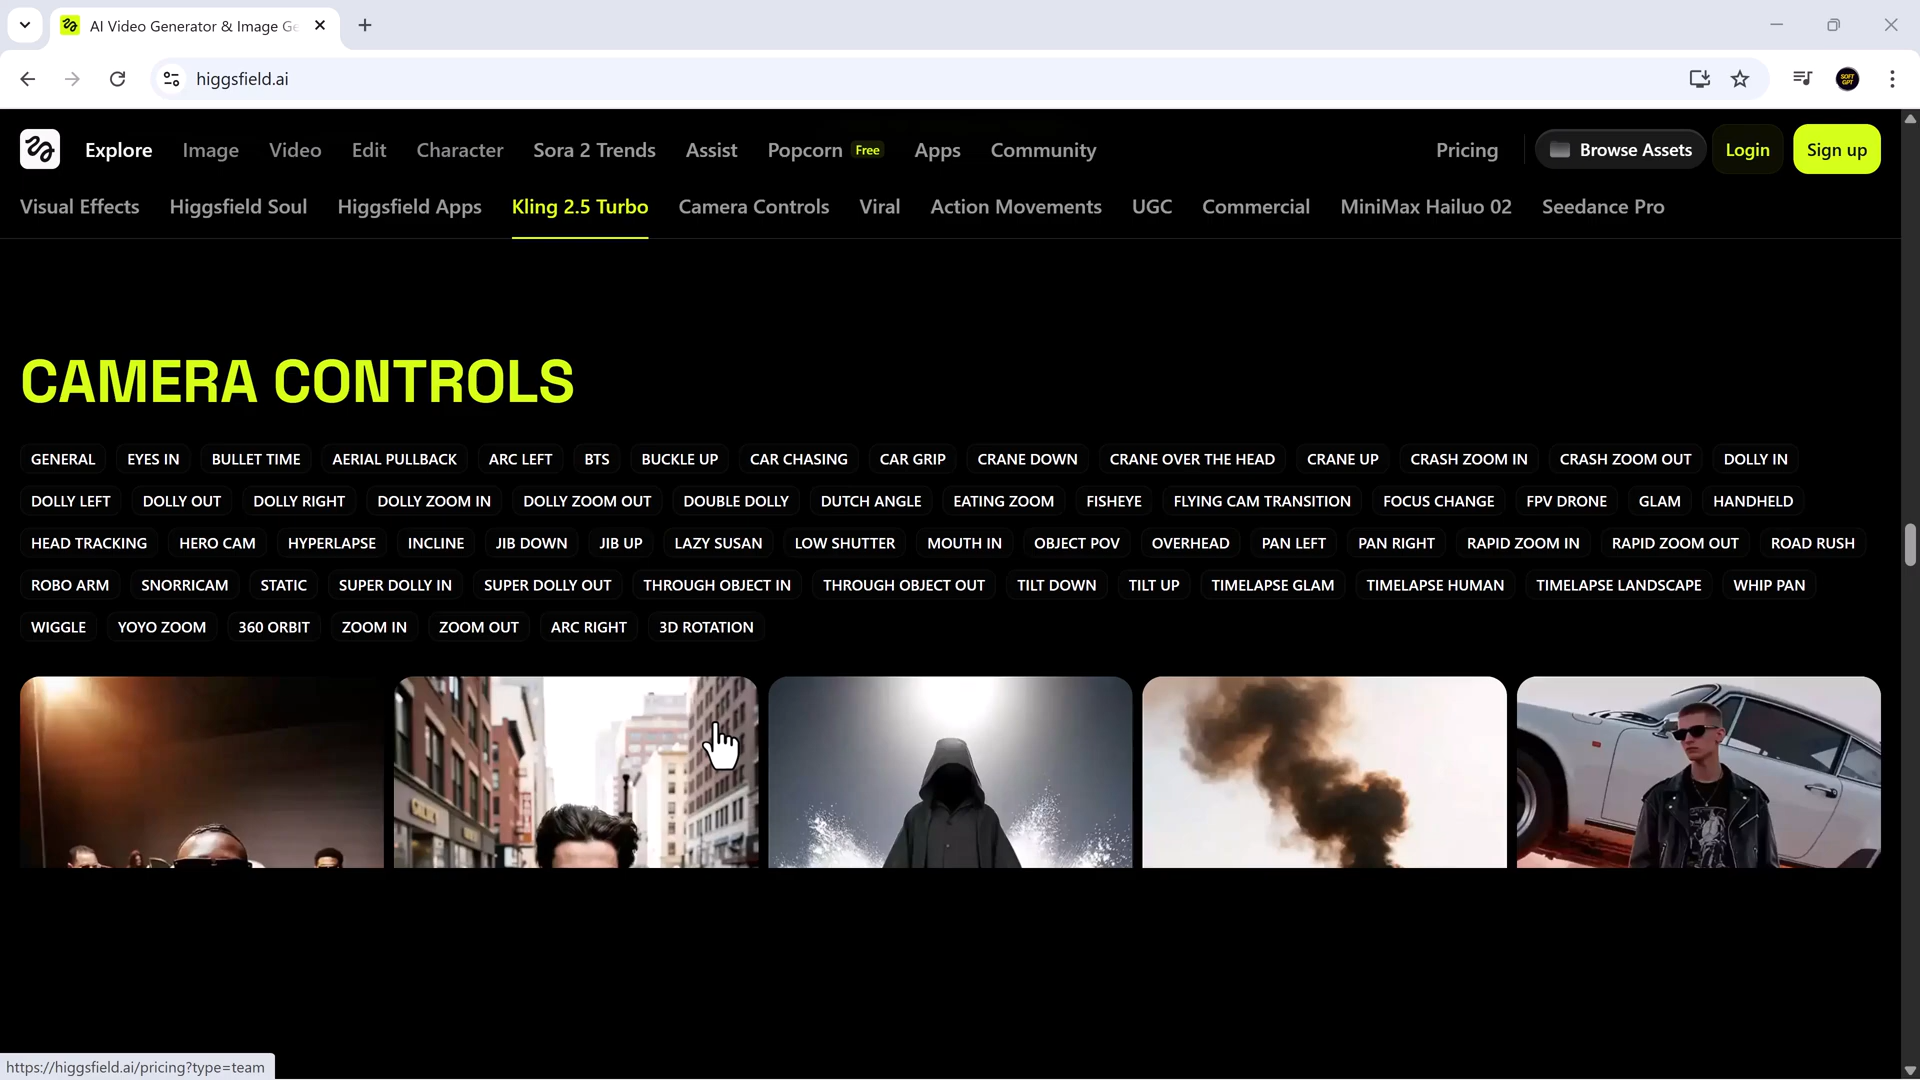 AI Video Generator & Image Ge
higgsfield.ai
SOFT GPT
Explore Image Video Edit Character Sora 2 Trends Assist Popcorn Free Apps Community Pricing Browse Assets Login Sign up
Visual Effects Higgsfield Soul Higgsfield Apps Kling 2.5 Turbo Camera Controls Viral Action Movements UGC Commercial MiniMax Hailuo 02 Seedance Pro
CAMERA CONTROLS
GENERAL EYES IN BULLET TIME AERIAL PULLBACK ARC LEFT BTS BUCKLE UP CAR CHASING CAR GRIP CRANE DOWN CRANE OVER THE HEAD CRANE UP CRASH ZOOM IN CRASH ZOOM OUT DOLLY IN
DOLLY LEFT DOLLY OUT DOLLY RIGHT DOLLY ZOOM IN DOLLY ZOOM OUT DOUBLE DOLLY DUTCH ANGLE EATING ZOOM FISHEYE FLYING CAM TRANSITION FOCUS CHANGE FPV DRONE GLAM HANDHELD
HEAD TRACKING HERO CAM HYPERLAPSE INCLINE JIB DOWN JIB UP LAZY SUSAN LOW SHUTTER MOUTH IN OBJECT POV OVERHEAD PAN LEFT PAN RIGHT RAPID ZOOM IN RAPID ZOOM OUT ROAD RUSH
ROBO ARM SNORRICAM STATIC SUPER DOLLY IN SUPER DOLLY OUT THROUGH OBJECT IN THROUGH OBJECT OUT TILT DOWN TILT UP TIMELAPSE GLAM TIMELAPSE HUMAN TIMELAPSE LANDSCAPE WHIP PAN
WIGGLE YOYO ZOOM 360 ORBIT ZOOM IN ZOOM OUT ARC RIGHT 3D ROTATION
https://higgsfield.ai/pricing?type=team